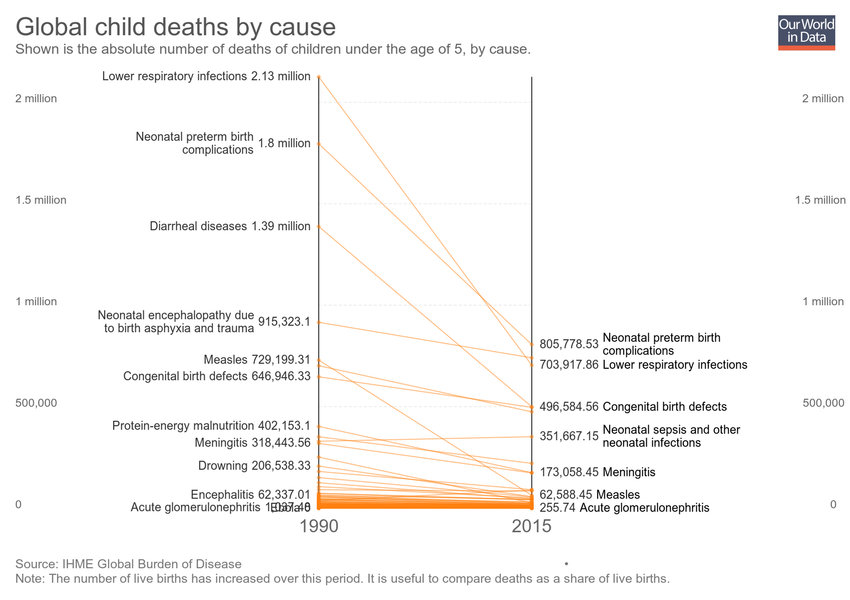 Global child deaths by cause
Shown is the absolute number of deaths of children under the age of 5, by cause.
Our World
in Data
Lower respiratory infections 2.13 million
2 million
2 million
Neonatal preterm birth
complications 1.8 million
1.5 million
1.5 million
Diarrheal diseases 1.39 million
1 million
1 million
Neonatal encephalopathy due
to birth asphyxia and trauma 915,323.1
805,778.53 Neonatal preterm birth
complications
Measles 729,199.31
703,917.86 Lower respiratory infections
Congenital birth defects 646,946.33
500,000
500,000
496,584.56 Congenital birth defects
Protein-energy malnutrition 402,153.1
351,667.15 Neonatal sepsis and other
neonatal infections
Meningitis 318,443.56
Drowning 206,538.33
173,058.45 Meningitis
Encephalitis 62,337.01
62,588.45 Measles
0
0
Acute glomerulonephritis
255.74 Acute glomerulonephritis
1990
2015
Source: IHME Global Burden of Disease
Note: The number of live births has increased over this period. It is useful to compare deaths as a share of live births.